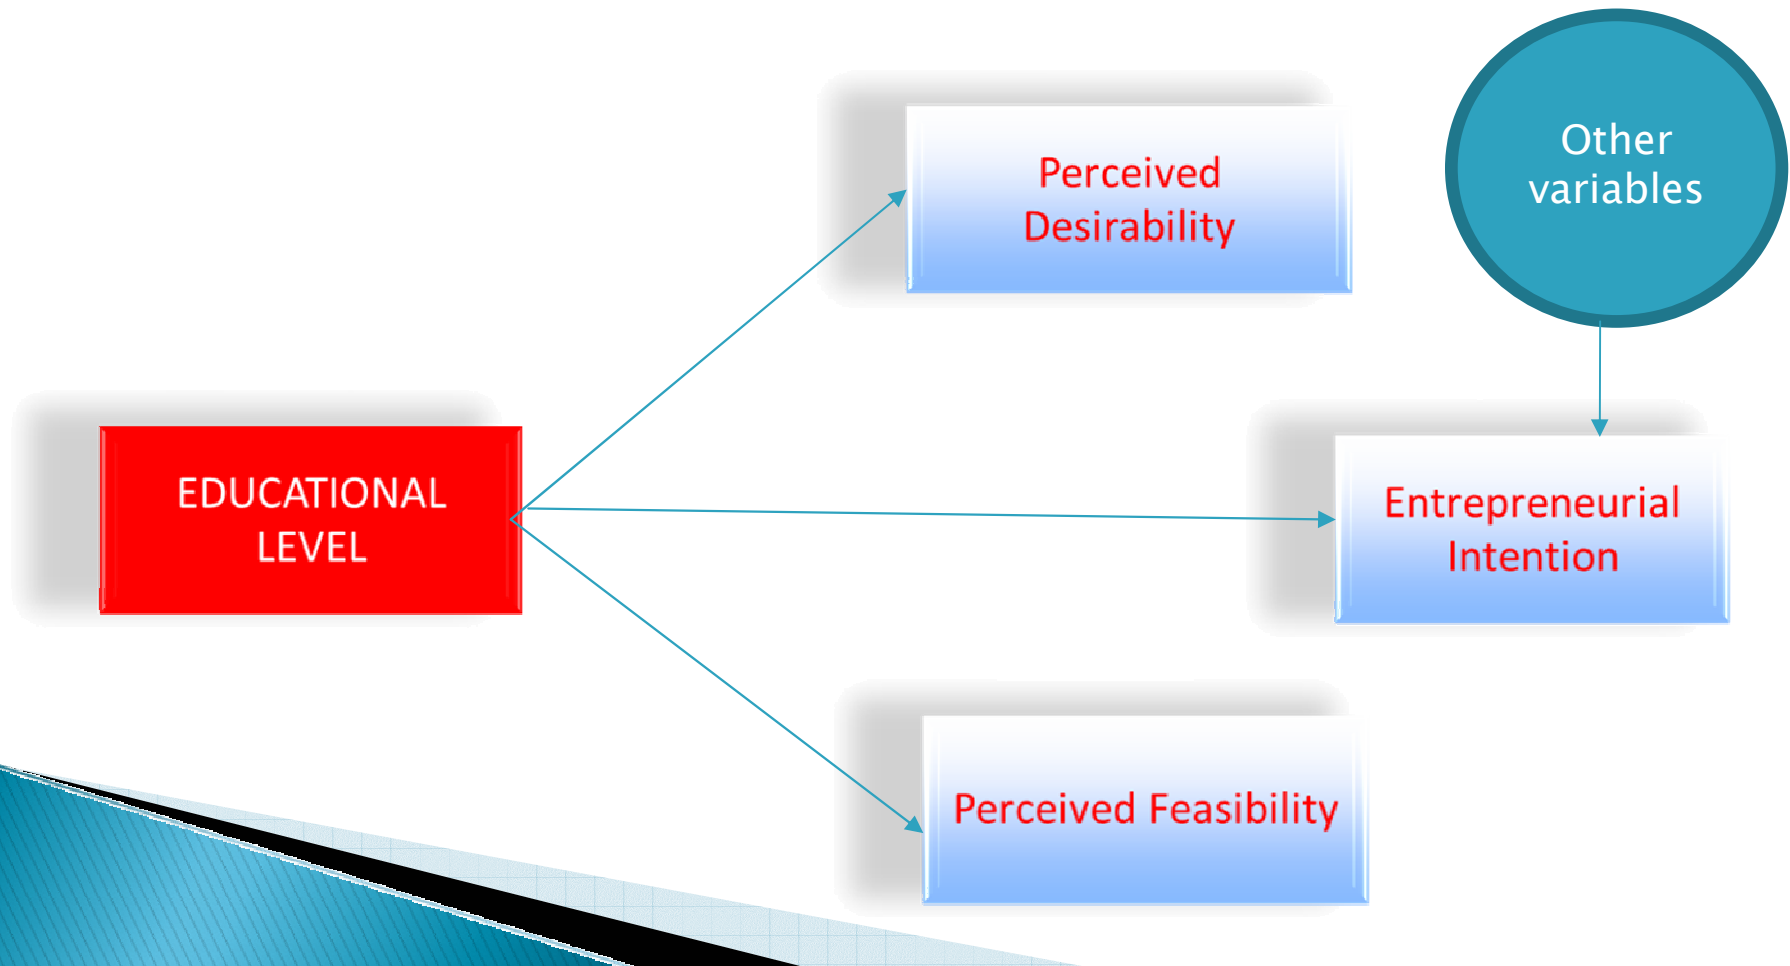 Other
variables
Perceived
Desirability
EDUCATIONAL
LEVEL
Entrepreneurial
Intention
Perceived Feasibility